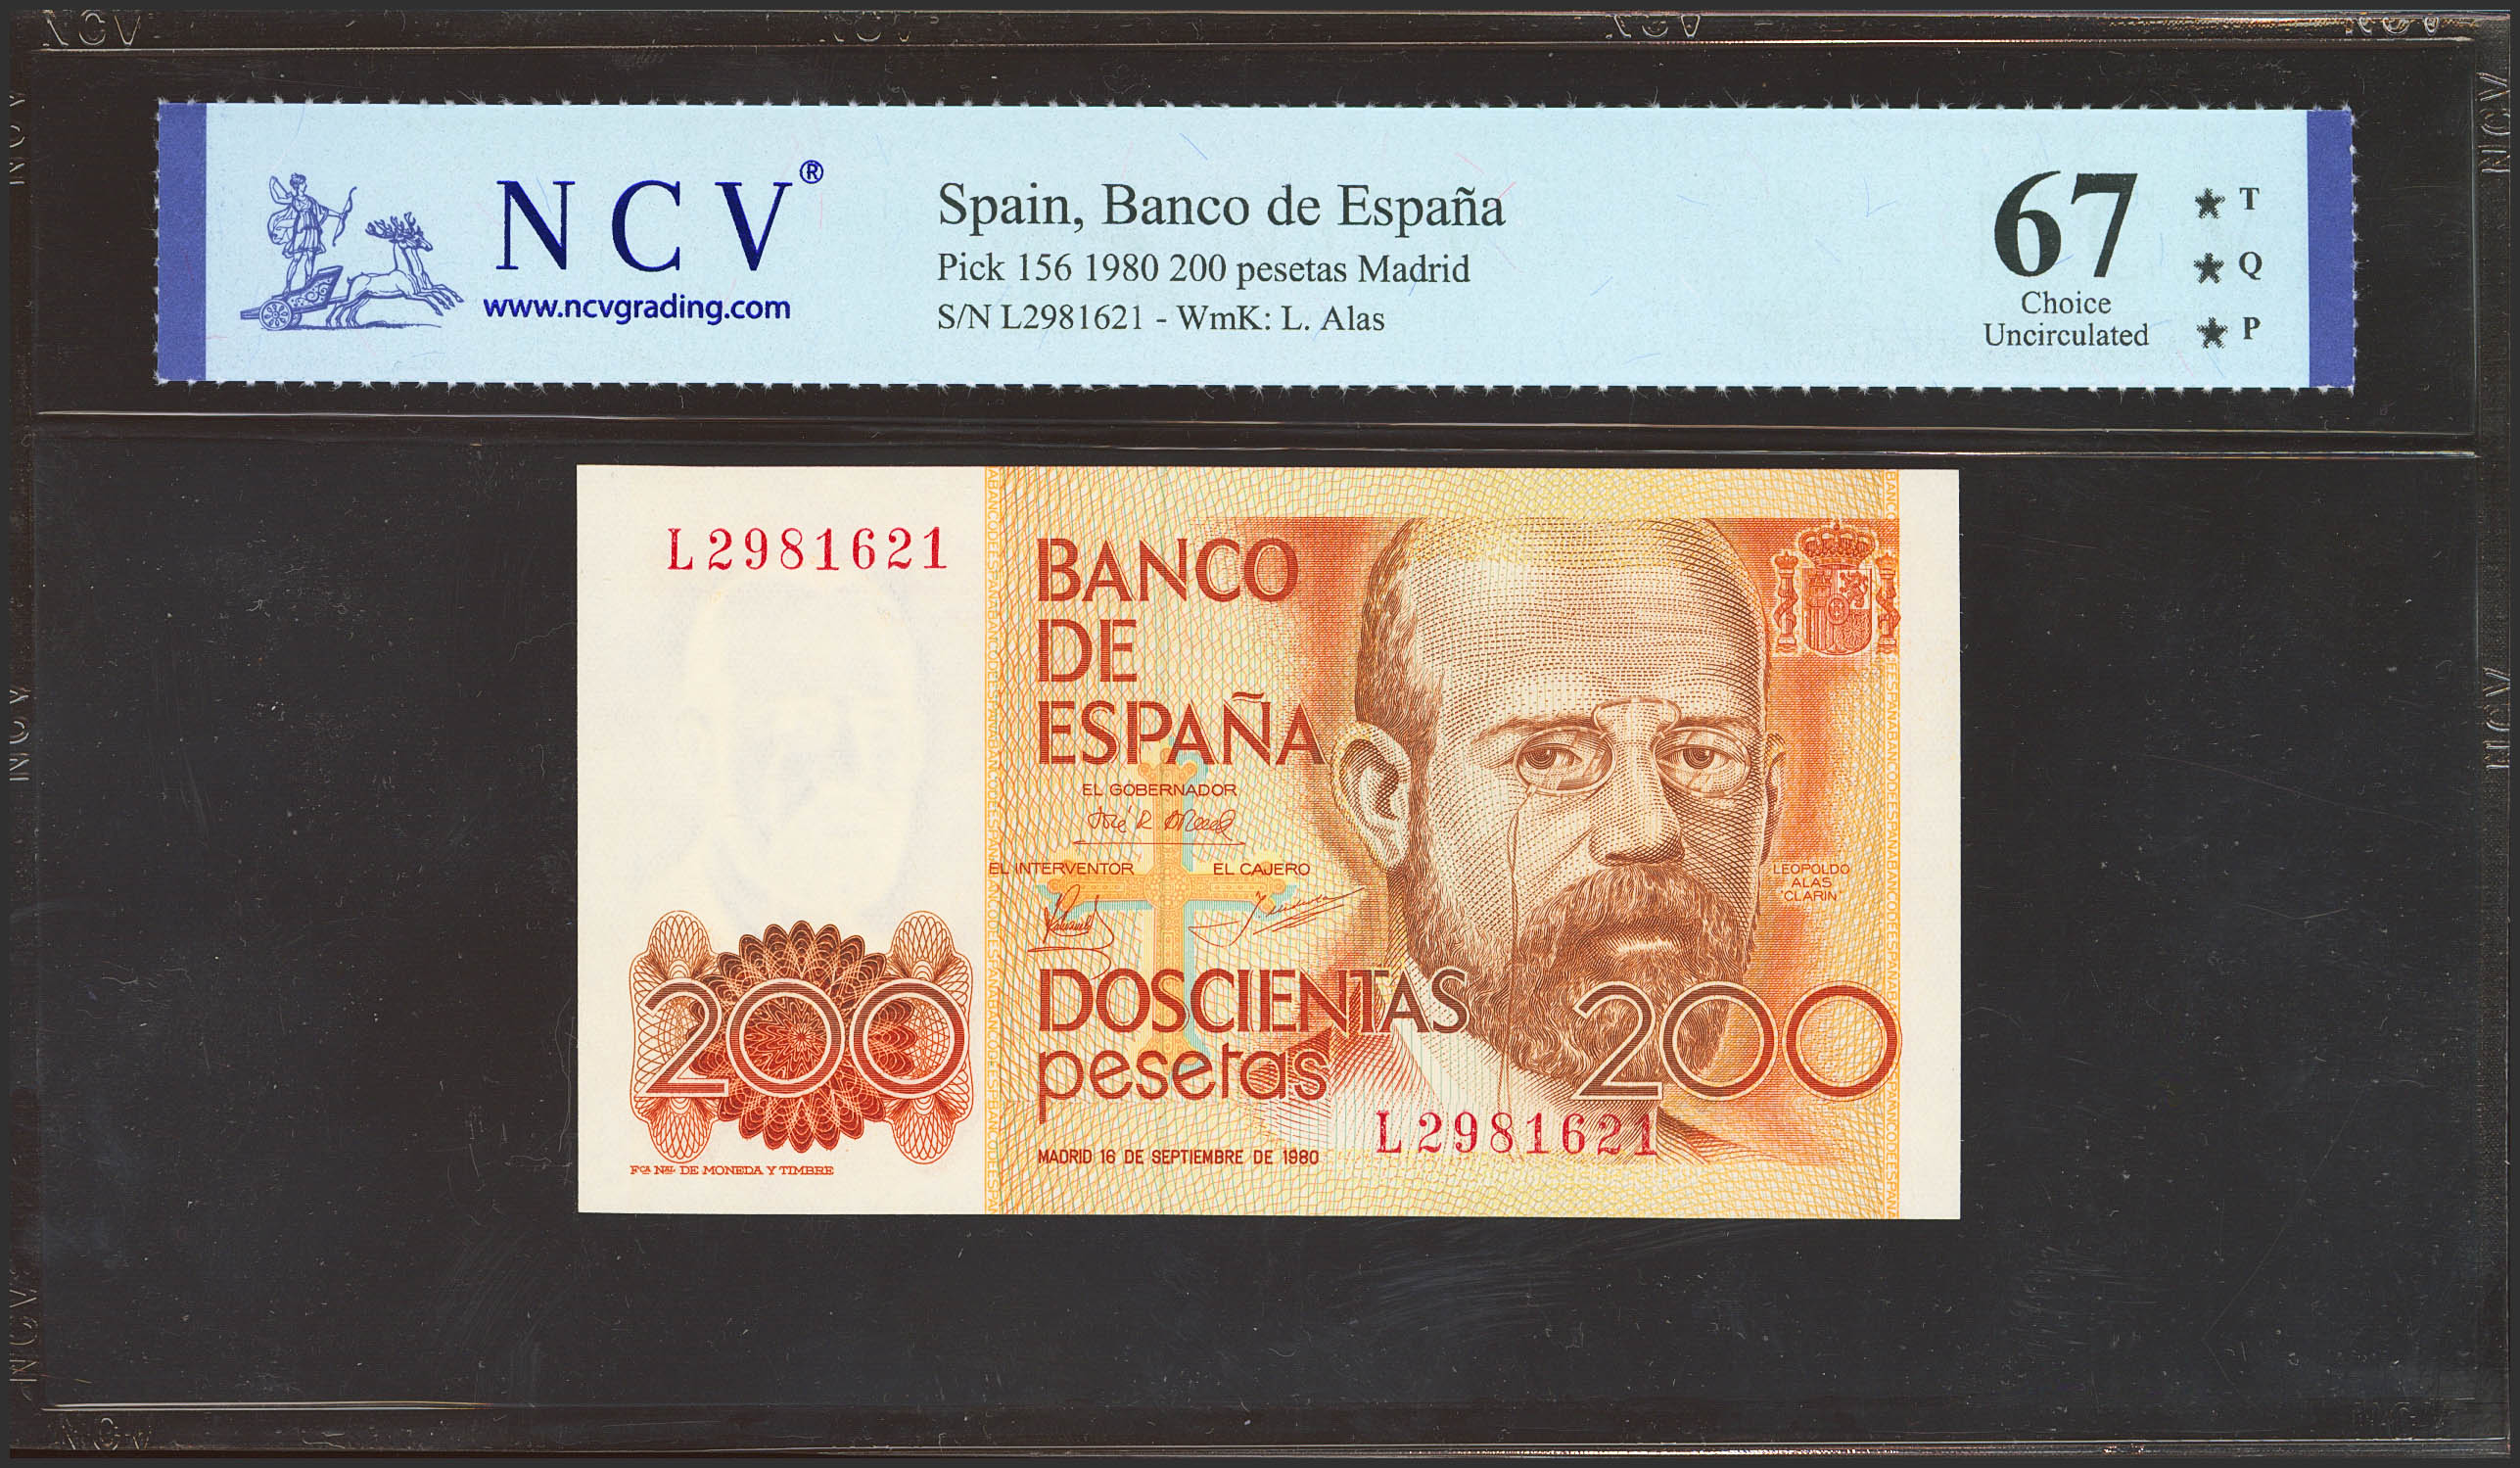 NCV
NCV
NCV®
www.ncvgrading.com
Spain, Banco de España
Pick 156 1980 200 pesetas Madrid
S/N L2981621 - WmK: L. Alas
67
Choice
Uncirculated
★ T
★ Q
★ P
L2981621
BANCO
DE
ESPAÑA
EL GOBERNADOR
EL INTERVENTOR EL CAJERO
LEOPOLDO
ALAS
"CLARIN"
DOSCIENTAS
pesetas
200
200
L2981621
MADRID 16 DE SEPTIEMBRE DE 1980
FCA NAL DE MONEDA Y TIMBRE